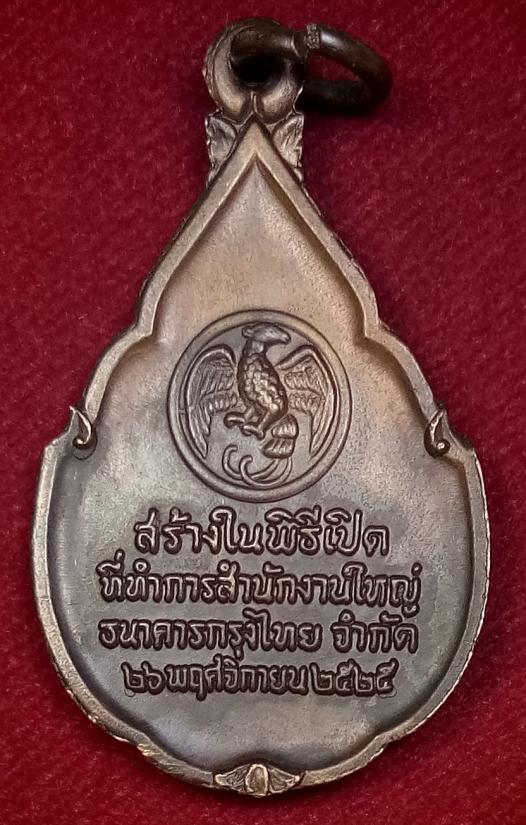 สร้างในพิธีเปิด
ที่ทำการสำนักงานใหญ่
ธนาคารกรุงไทย จำกัด
๒๖ พฤศจิกายน ๒๕๒๕